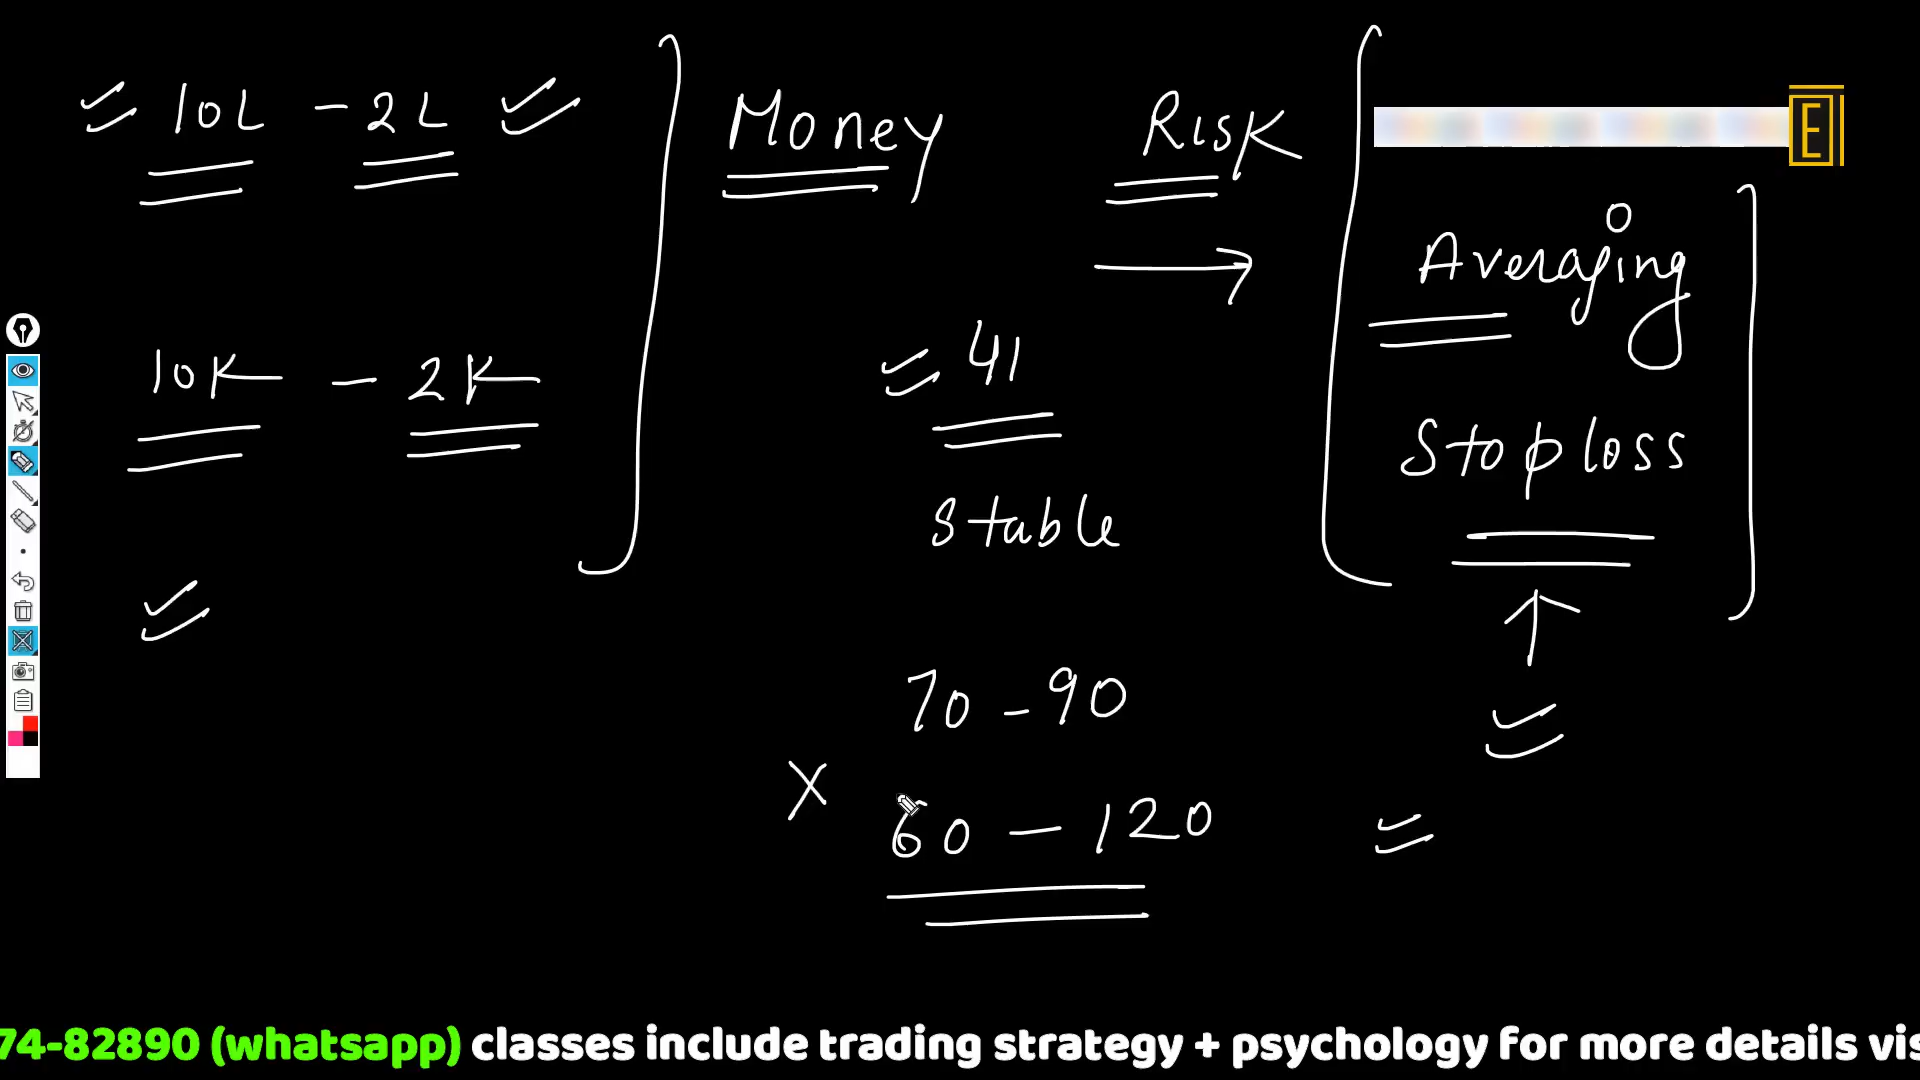 10L - 2L
Money
Risk
E
Averaging
10K - 2K
41
Stoploss
Stable
70 - 90
X
60 - 120
74-82890 (whatsapp) classes include trading strategy + psychology for more details vis